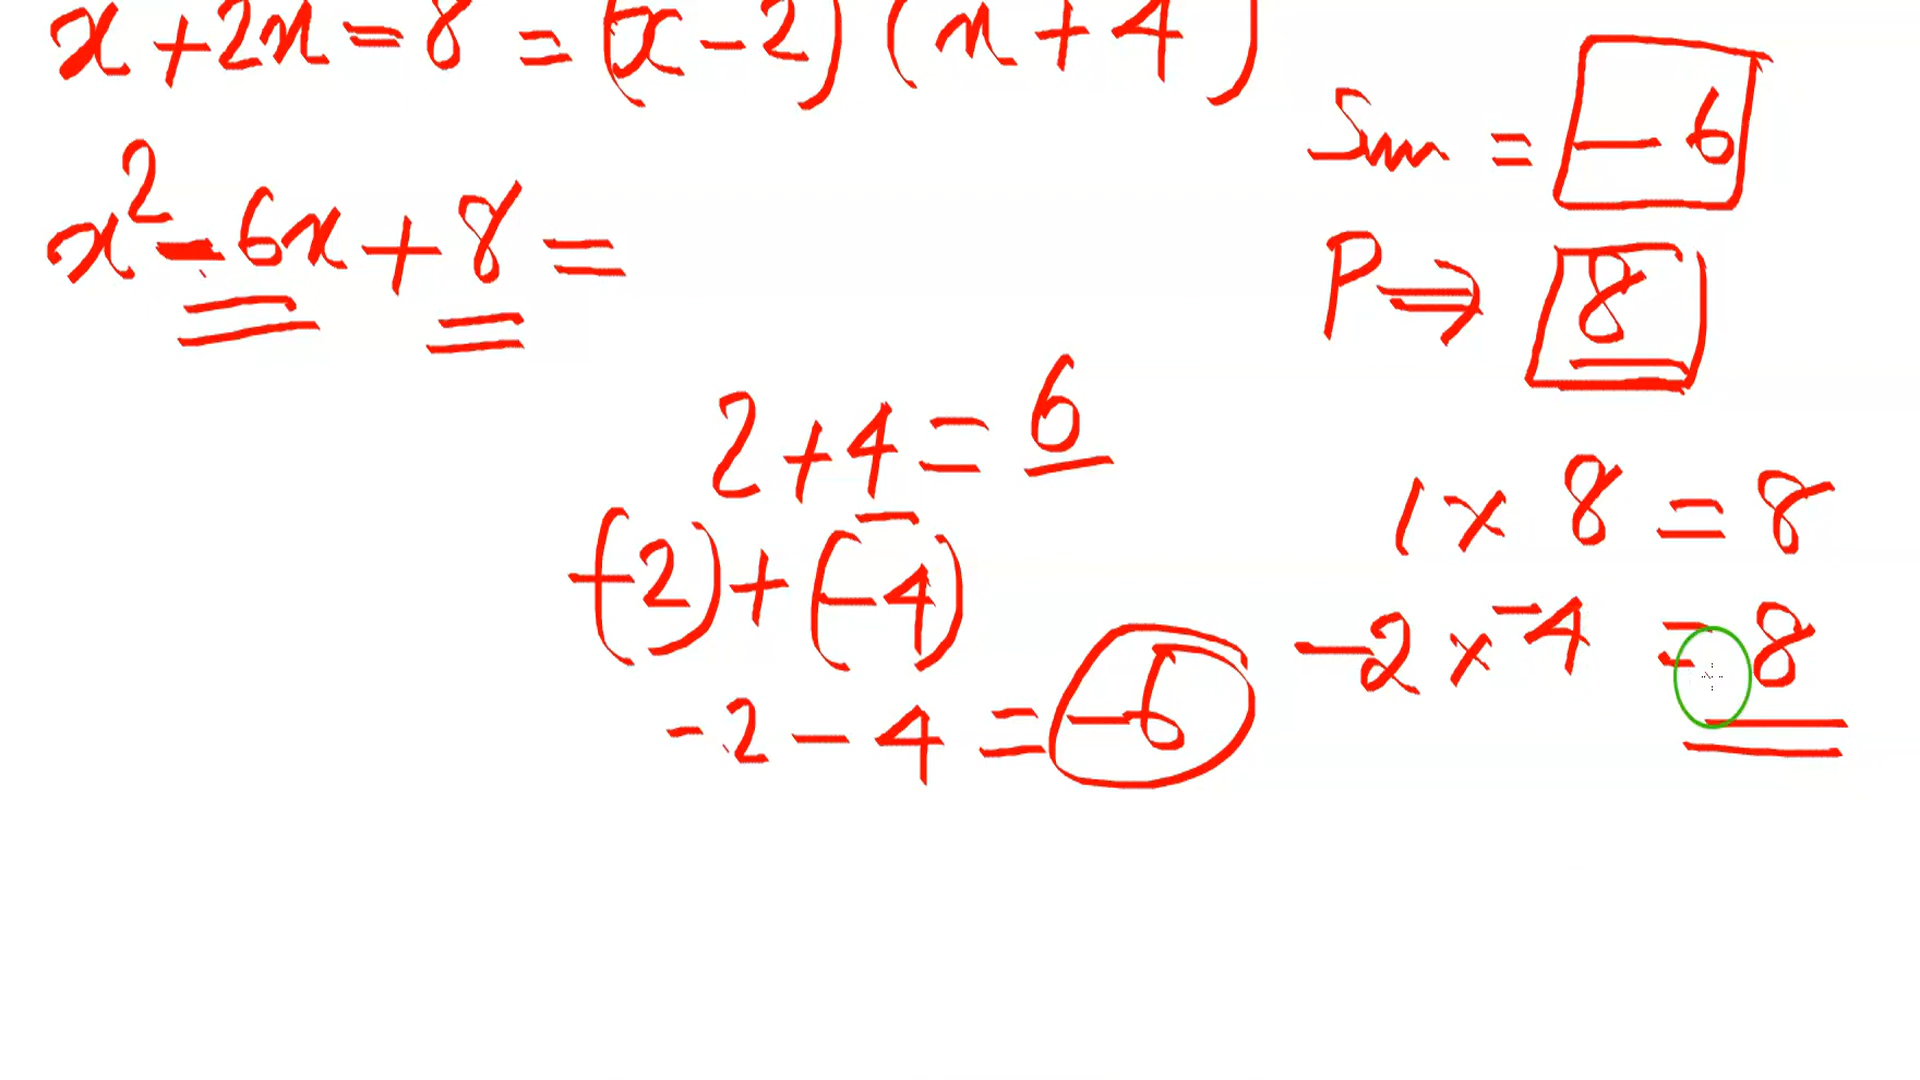 x + 2x = 8 = (x - 2) (x + 4)
x² - 6x + 8 =
Sum = - 6
P ⇒ 8
2 + 4 = 6
(-2) + (-4)
-2 - 4 = -6
1 x 8 = 8
-2 x -4 = 8